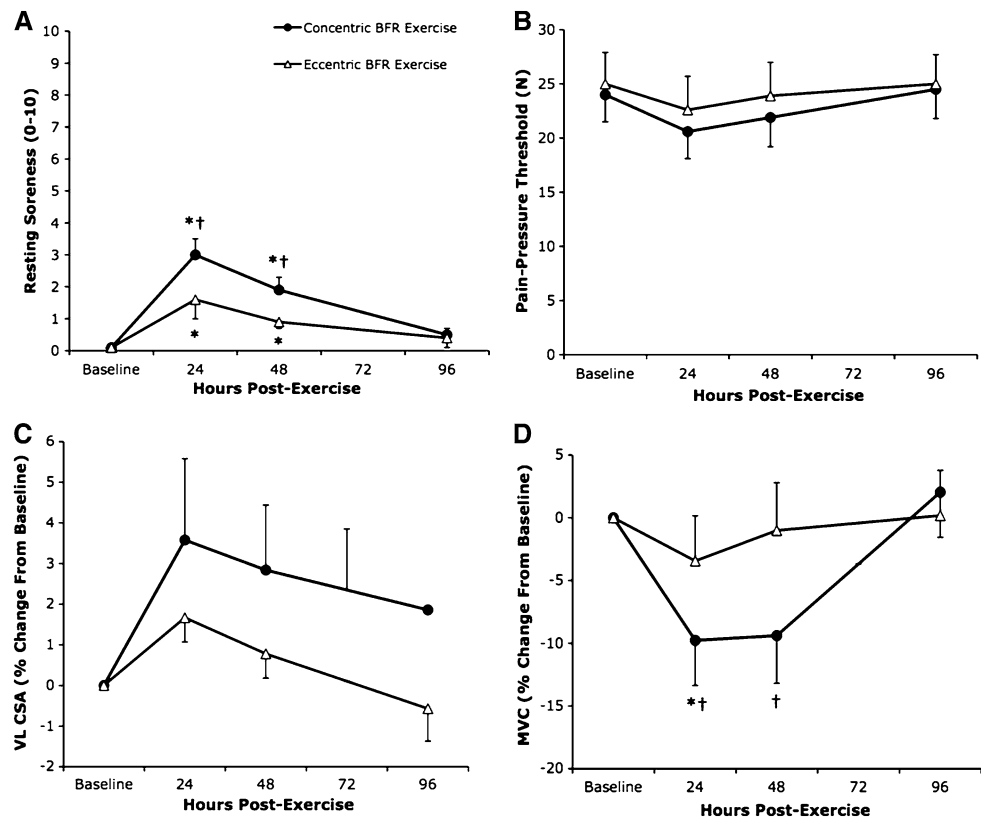 A
Resting Soreness (0-10)
10
9
8
7
6
5
4
3
2
1
0
Concentric BFR Exercise
Eccentric BFR Exercise
*†
*†
*
*
Baseline 24 48 72 96
Hours Post-Exercise
B
Pain-Pressure Threshold (N)
30
25
20
15
10
5
0
Baseline 24 48 72 96
Hours Post-Exercise
C
VL CSA (% Change From Baseline)
6
5
4
3
2
1
0
-1
-2
Baseline 24 48 72 96
Hours Post-Exercise
D
MVC (% Change From Baseline)
5
0
-5
-10
-15
-20
*† †
Baseline 24 48 72 96
Hours Post-Exercise